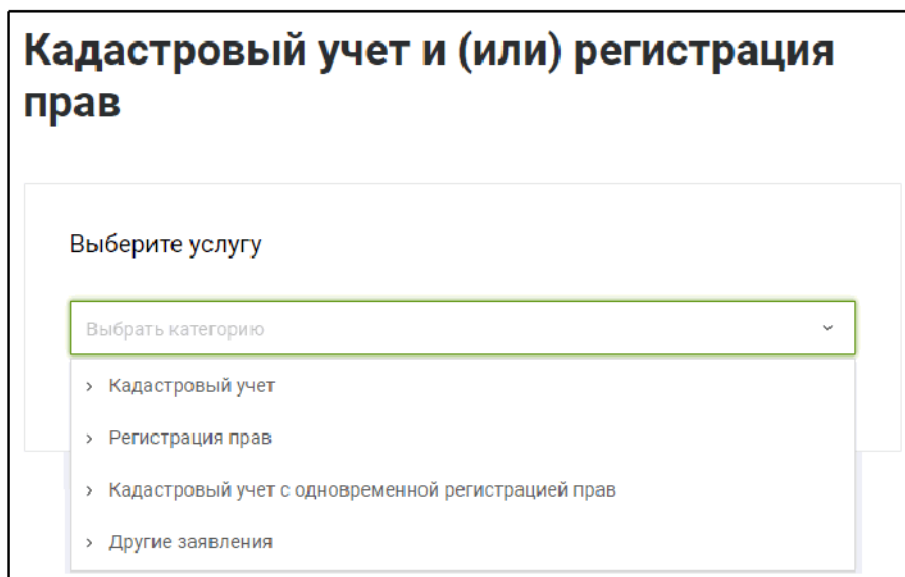 Кадастровый учет и (или) регистрация
прав
Выберите услугу
Выбрать категорию
Кадастровый учет
Регистрация прав
Кадастровый учет с одновременной регистрацией прав
Другие заявления